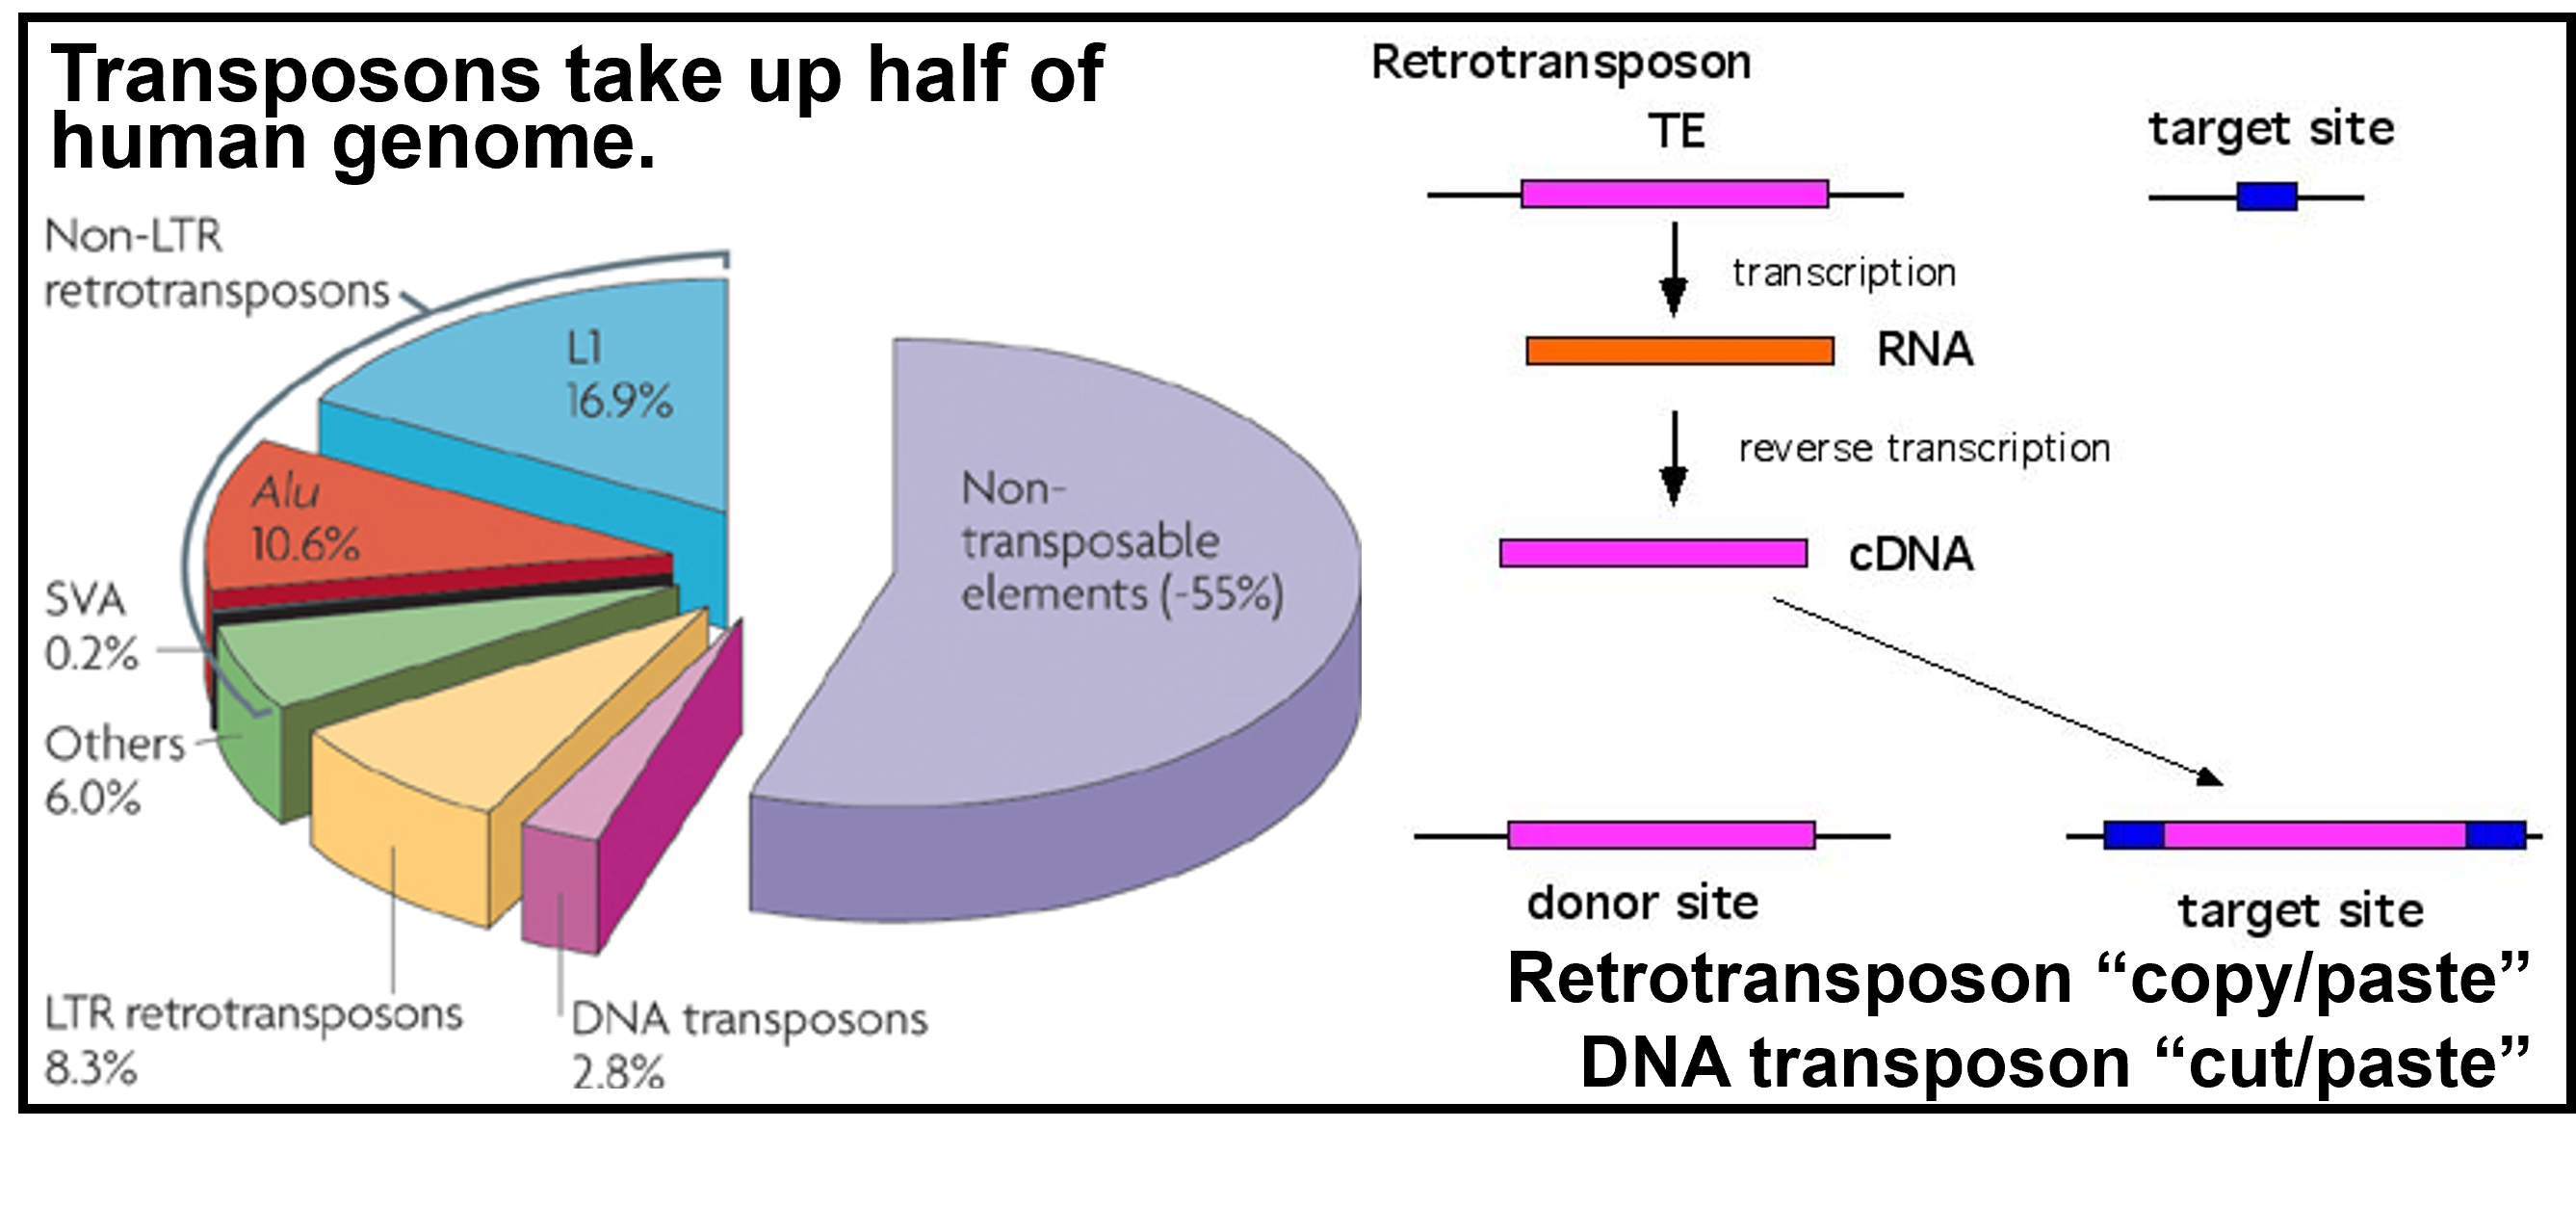 Transposons take up half of
human genome.
Non-LTR
retrotransposons
L1
16.9%
Alu
10.6%
SVA
0.2%
Others
6.0%
LTR retrotransposons
8.3%
DNA transposons
2.8%
Non-
transposable
elements (-55%)
Retrotransposon
TE
target site
transcription
RNA
reverse transcription
cDNA
donor site
target site
Retrotransposon “copy/paste”
DNA transposon “cut/paste”